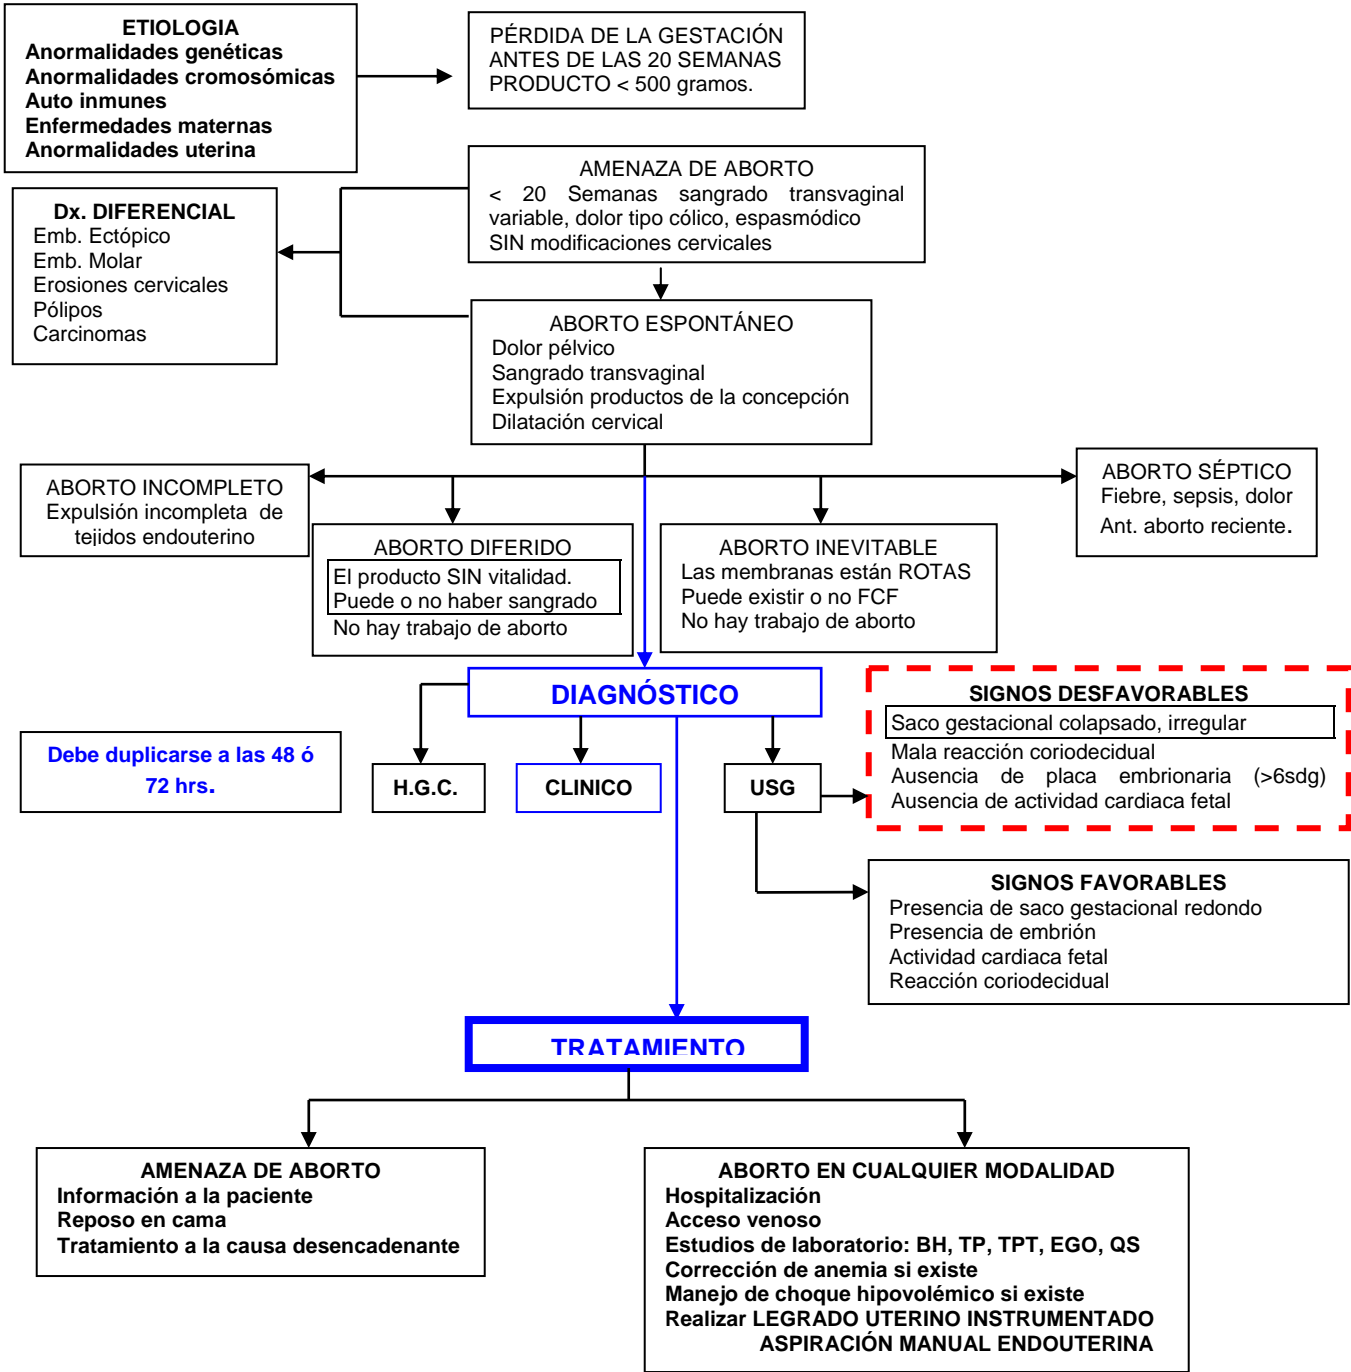 ETIOLOGIA
Anormalidades genéticas
Anormalidades cromosómicas
Auto inmunes
Enfermedades maternas
Anormalidades uterina
PÉRDIDA DE LA GESTACIÓN
ANTES DE LAS 20 SEMANAS
PRODUCTO < 500 gramos.
AMENAZA DE ABORTO
< 20 Semanas sangrado transvaginal
variable, dolor tipo cólico, espasmódico
SIN modificaciones cervicales
Dx. DIFERENCIAL
Emb. Ectópico
Emb. Molar
Erosiones cervicales
Pólipos
Carcinomas
ABORTO ESPONTÁNEO
Dolor pélvico
Sangrado transvaginal
Expulsión productos de la concepción
Dilatación cervical
ABORTO INCOMPLETO
Expulsión incompleta de
tejidos endouterino
ABORTO DIFERIDO
El producto SIN vitalidad.
Puede o no haber sangrado
No hay trabajo de aborto
ABORTO INEVITABLE
Las membranas están ROTAS
Puede existir o no FCF
No hay trabajo de aborto
ABORTO SÉPTICO
Fiebre, sepsis, dolor
Ant. aborto reciente.
DIAGNÓSTICO
Debe duplicarse a las 48 ó
72 hrs.
H.G.C.
CLINICO
USG
SIGNOS DESFAVORABLES
Saco gestacional colapsado, irregular
Mala reacción coriodecidual
Ausencia de placa embrionaria (>6sdg)
Ausencia de actividad cardiaca fetal
SIGNOS FAVORABLES
Presencia de saco gestacional redondo
Presencia de embrión
Actividad cardiaca fetal
Reacción coriodecidual
TRATAMIENTO
AMENAZA DE ABORTO
Información a la paciente
Reposo en cama
Tratamiento a la causa desencadenante
ABORTO EN CUALQUIER MODALIDAD
Hospitalización
Acceso venoso
Estudios de laboratorio: BH, TP, TPT, EGO, QS
Corrección de anemia si existe
Manejo de choque hipovolémico si existe
Realizar LEGRADO UTERINO INSTRUMENTADO
ASPIRACIÓN MANUAL ENDOUTERINA